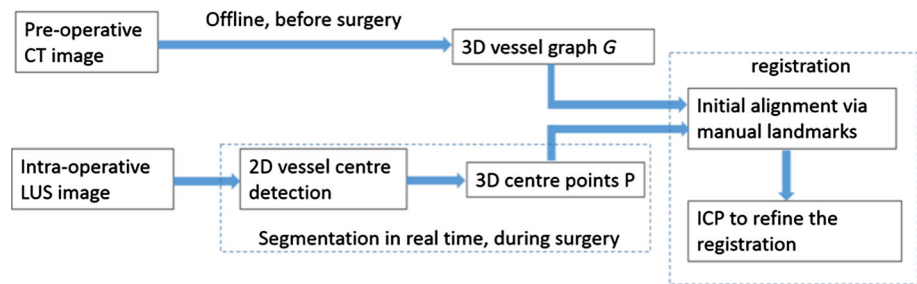 Pre-operative
CT image
Offline, before surgery
3D vessel graph G
registration
Initial alignment via
manual landmarks
Intra-operative
LUS image
2D vessel centre
detection
3D centre points P
Segmentation in real time, during surgery
ICP to refine the
registration